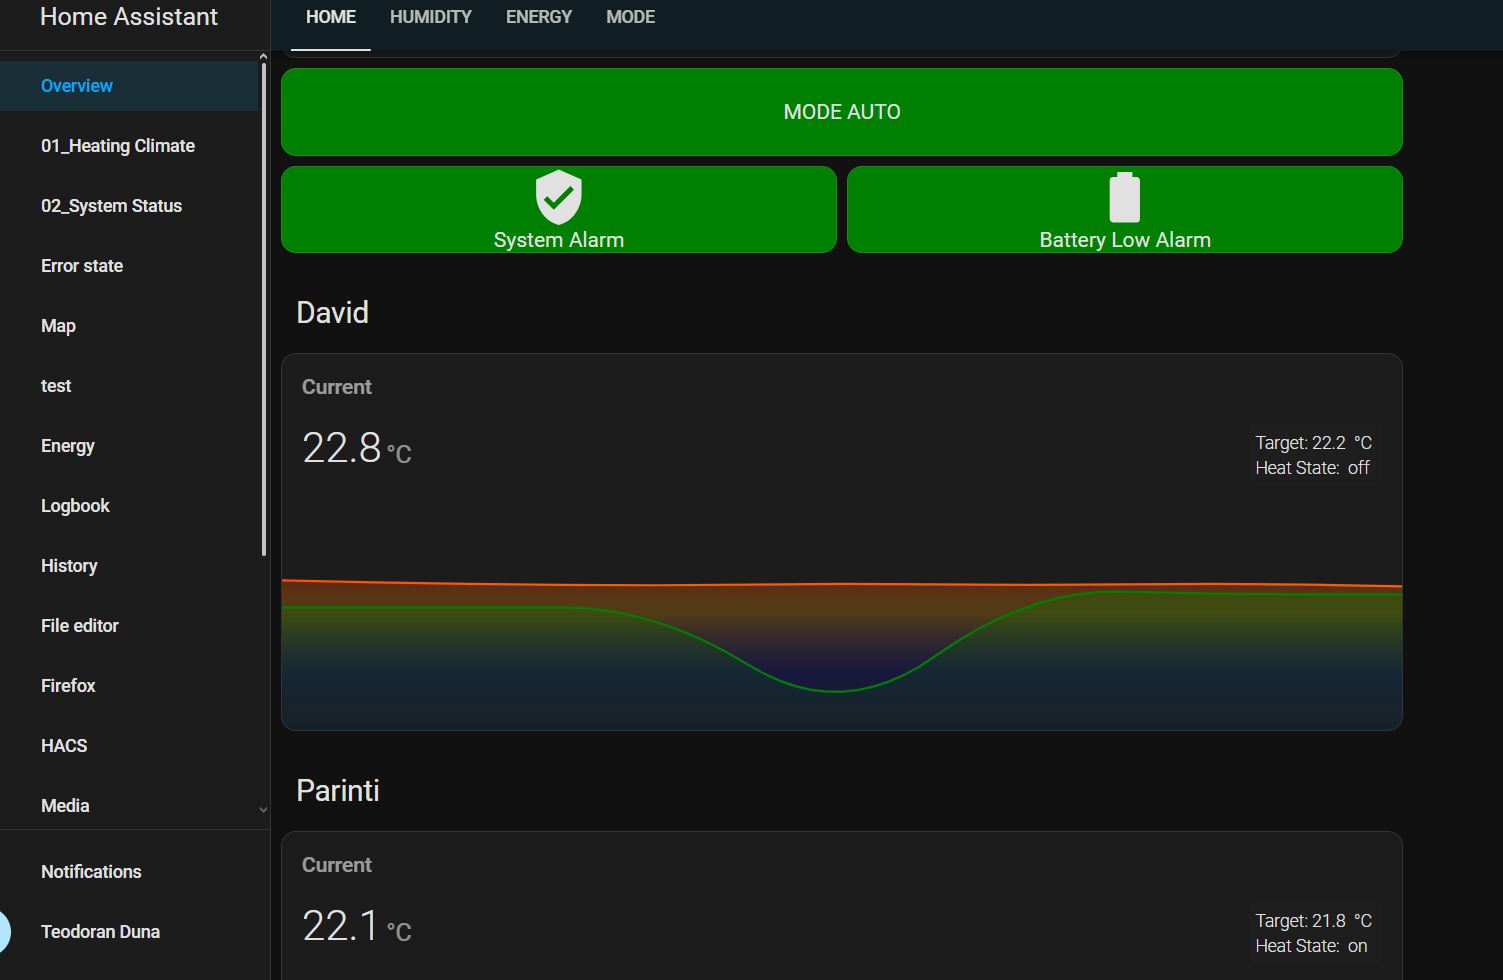 Home Assistant
HOME HUMIDITY ENERGY MODE
Overview
01_Heating Climate
02_System Status
Error state
Map
test
Energy
Logbook
History
File editor
Firefox
HACS
Media
Notifications
Teodoran Duna
MODE AUTO
System Alarm
Battery Low Alarm
David
Current
22.8 °C
Target: 22.2 °C
Heat State: off
Parinti
Current
22.1 °C
Target: 21.8 °C
Heat State: on